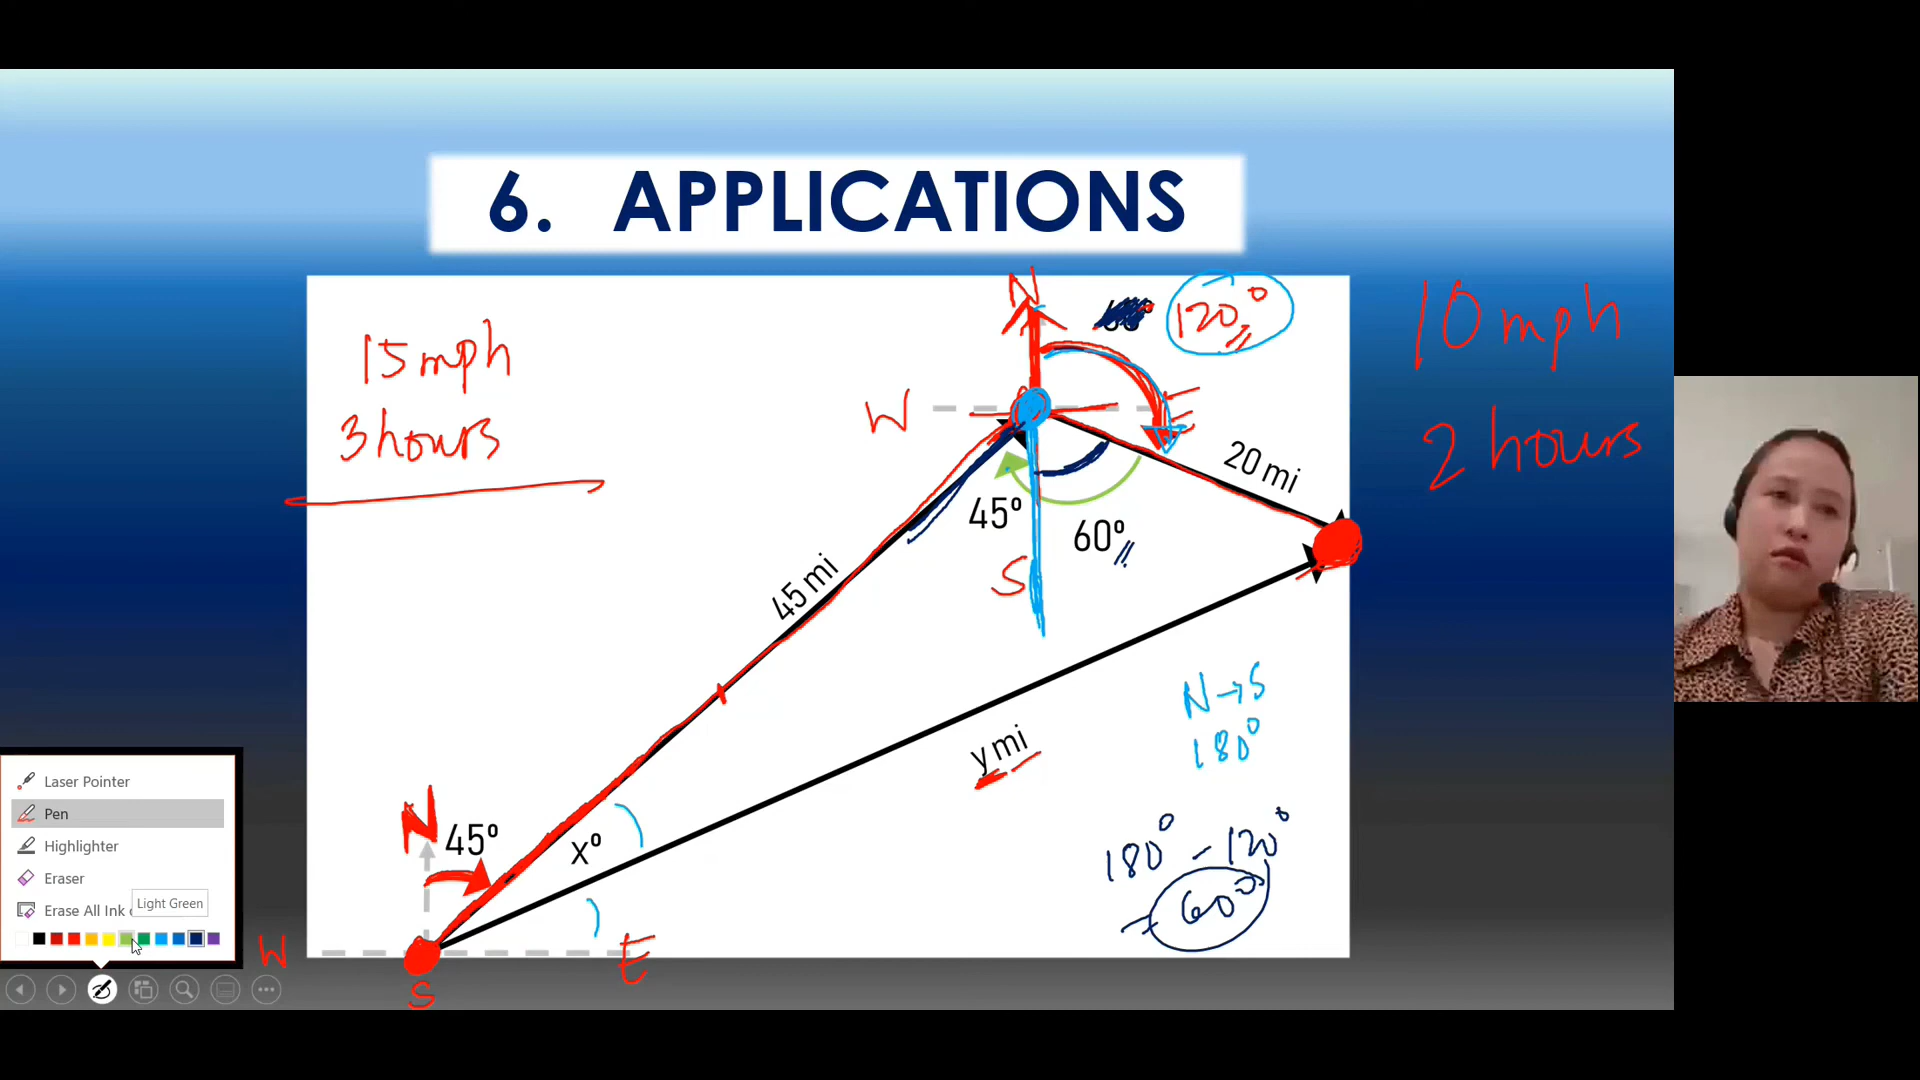 6. APPLICATIONS
N
120°
10 mph
15 mph
W
E
3 hours
2 hours
20 mi
45°
60°
S
45 mi
N → S
180°
y mi
N
45°
x°
180° - 120°
= 60°
W
E
S
Laser Pointer
Pen
Highlighter
Eraser
Erase All Ink
Light Green